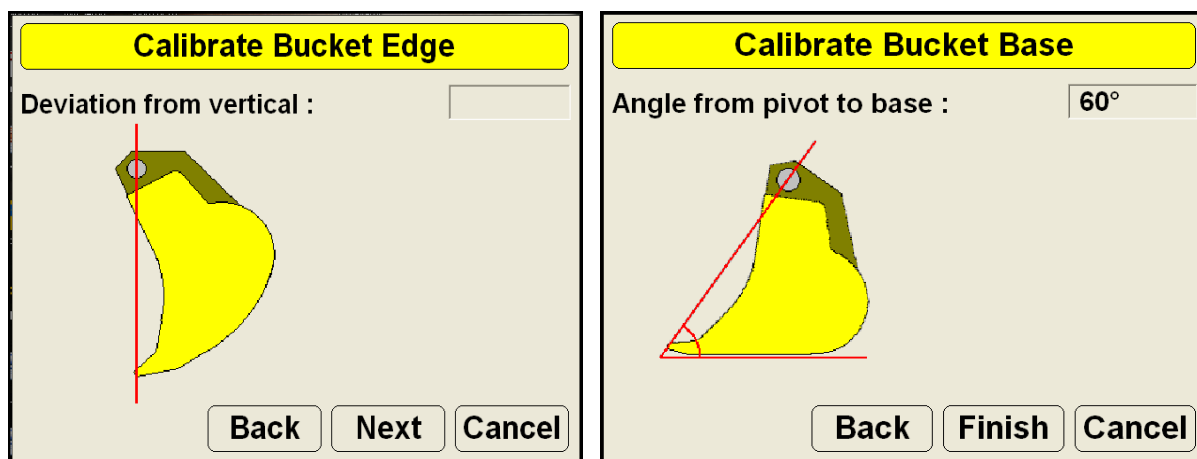 Calibrate Bucket Edge
Deviation from vertical :
Back Next Cancel
Calibrate Bucket Base
Angle from pivot to base : 60°
Back Finish Cancel